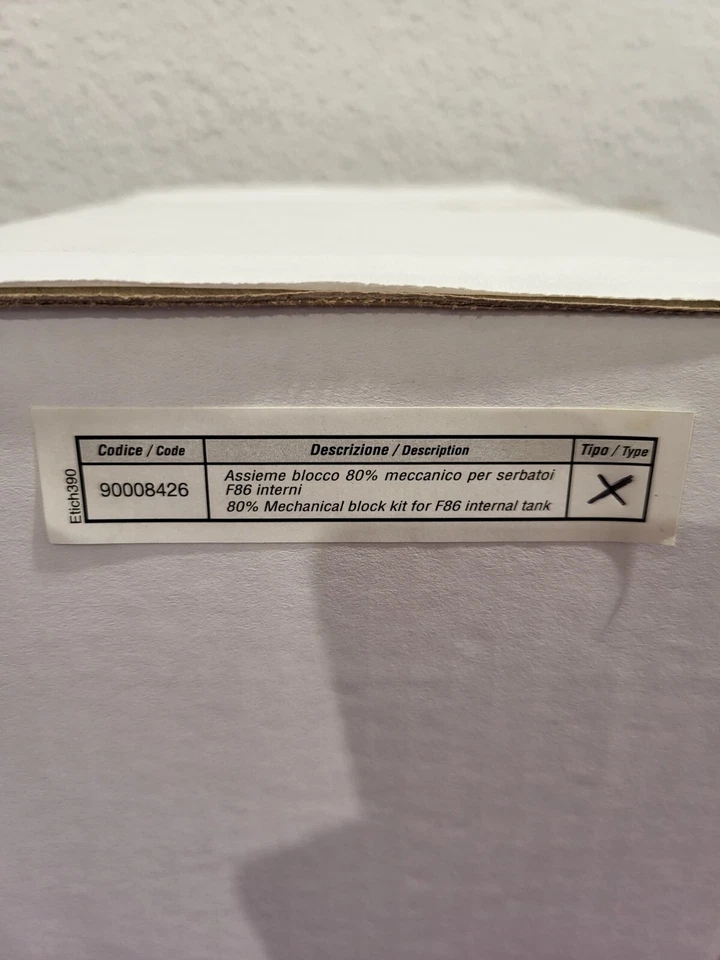 Codice / Code Descrizione / Description Tipo / Type
Etich390
90008426
Assieme blocco 80% meccanico per serbatoi
F86 interni
80% Mechanical block kit for F86 internal tank
X